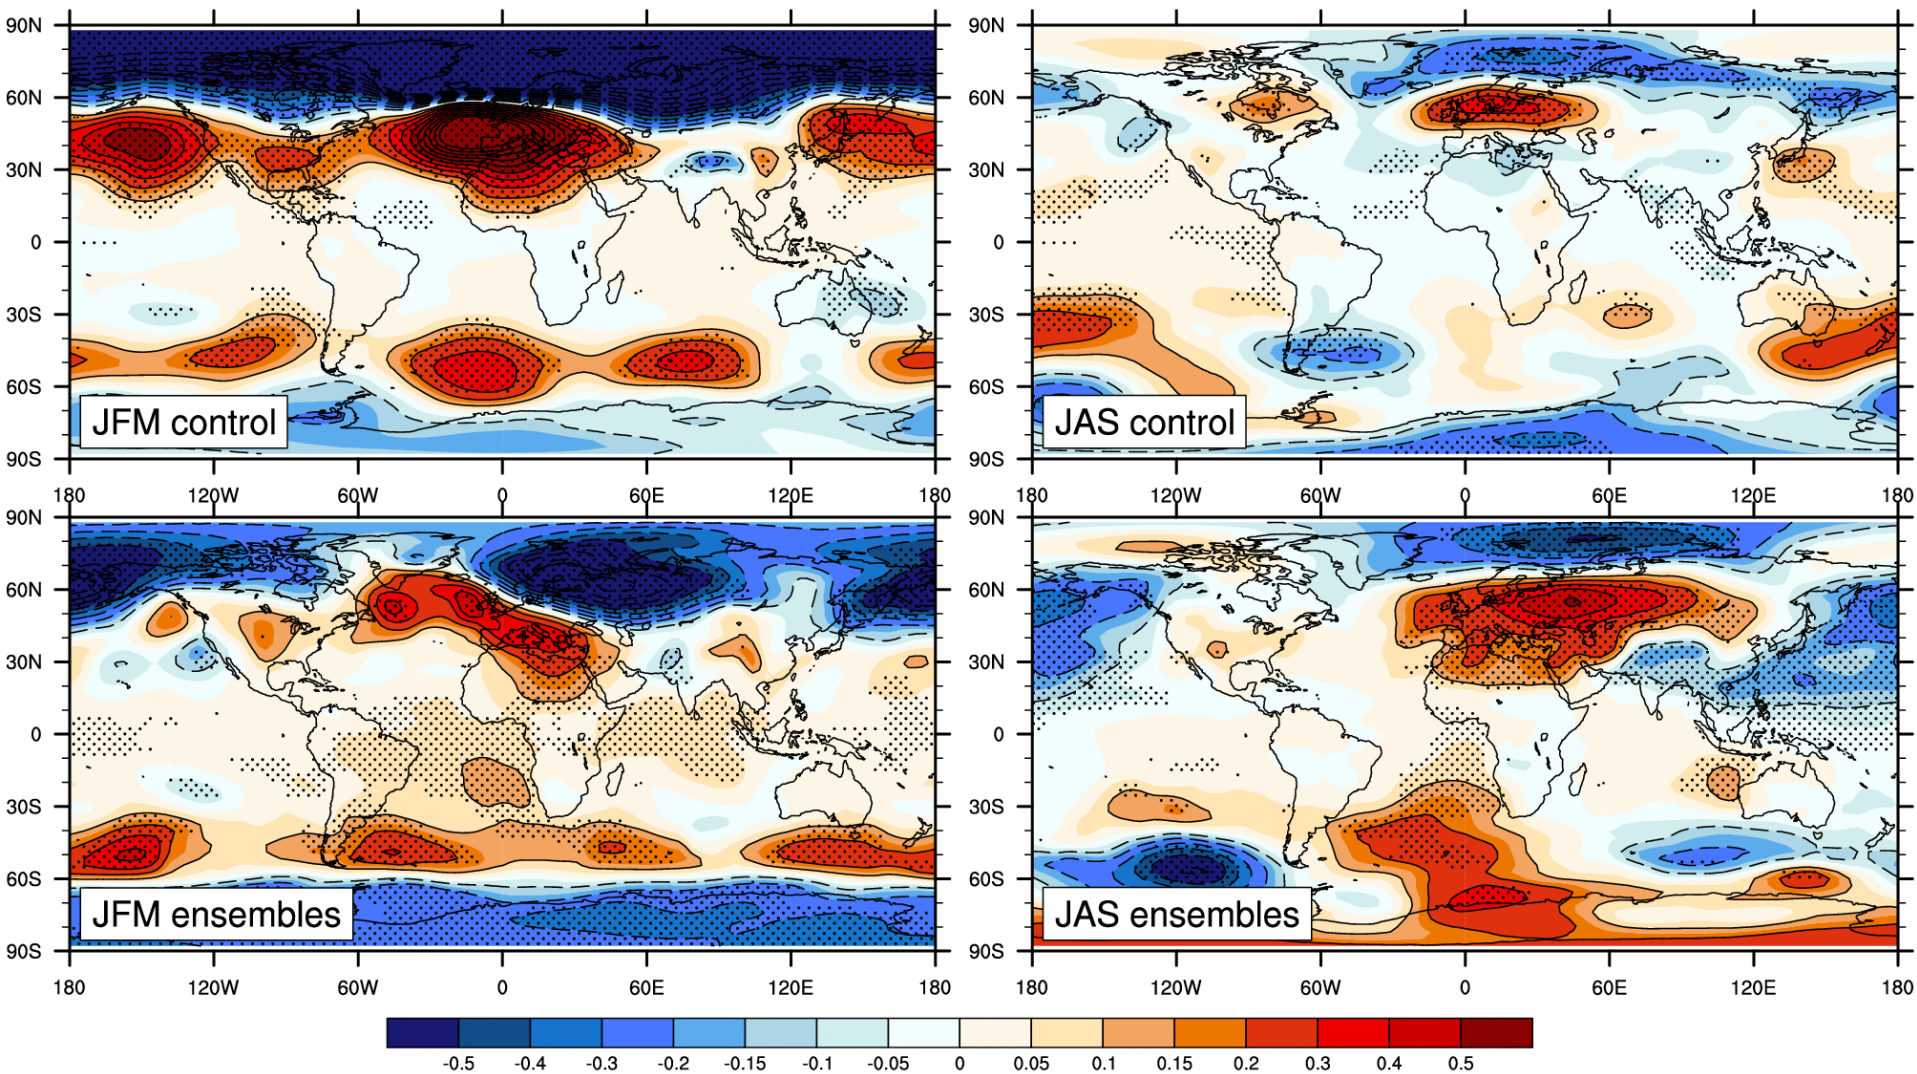 90N 90N
60N 60N
30N 30N
0 0
30S 30S
60S 60S
JFM control JAS control
90S 90S
180 120W 60W 0 60E 120E 180 180 120W 60W 0 60E 120E 180
90N 90N
60N 60N
30N 30N
0 0
30S 30S
60S 60S
JFM ensembles JAS ensembles
90S 90S
180 120W 60W 0 60E 120E 180 180 120W 60W 0 60E 120E 180
-0.5 -0.4 -0.3 -0.2 -0.15 -0.1 -0.05 0 0.05 0.1 0.15 0.2 0.3 0.4 0.5